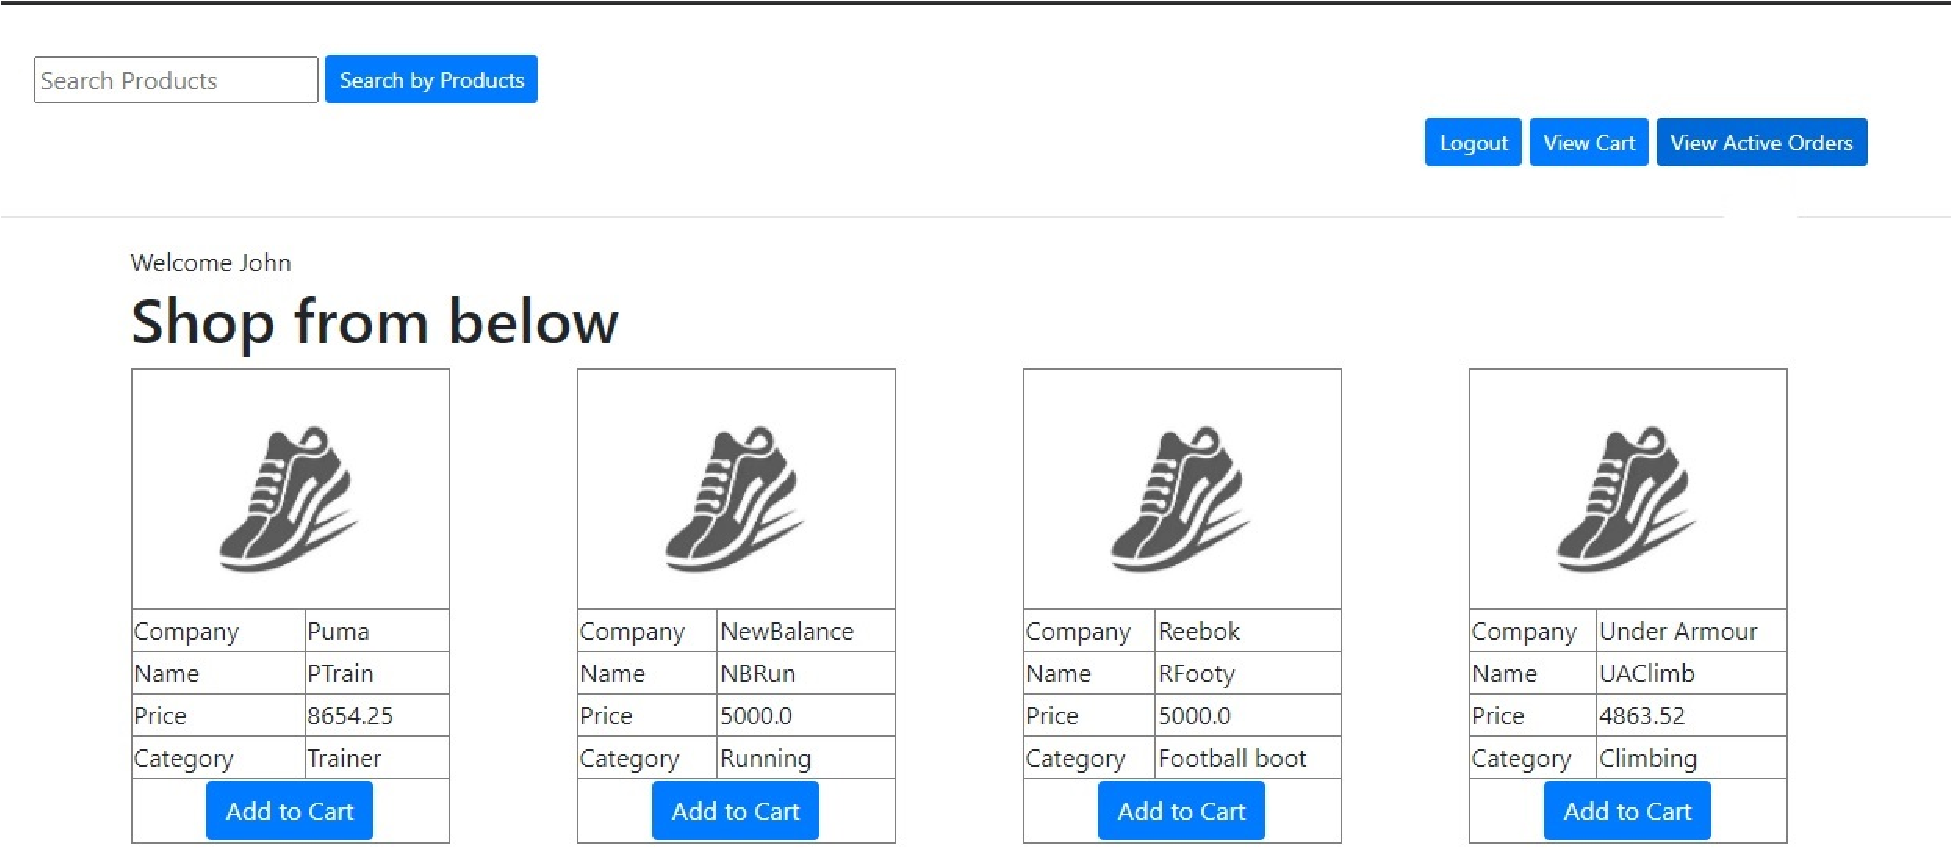 Search Products Search by Products
Logout View Cart View Active Orders
Welcome John
Shop from below
Company Puma
Name PTrain
Price 8654.25
Category Trainer
Add to Cart
Company NewBalance
Name NBRun
Price 5000.0
Category Running
Add to Cart
Company Reebok
Name RFooty
Price 5000.0
Category Football boot
Add to Cart
Company Under Armour
Name UAClimb
Price 4863.52
Category Climbing
Add to Cart